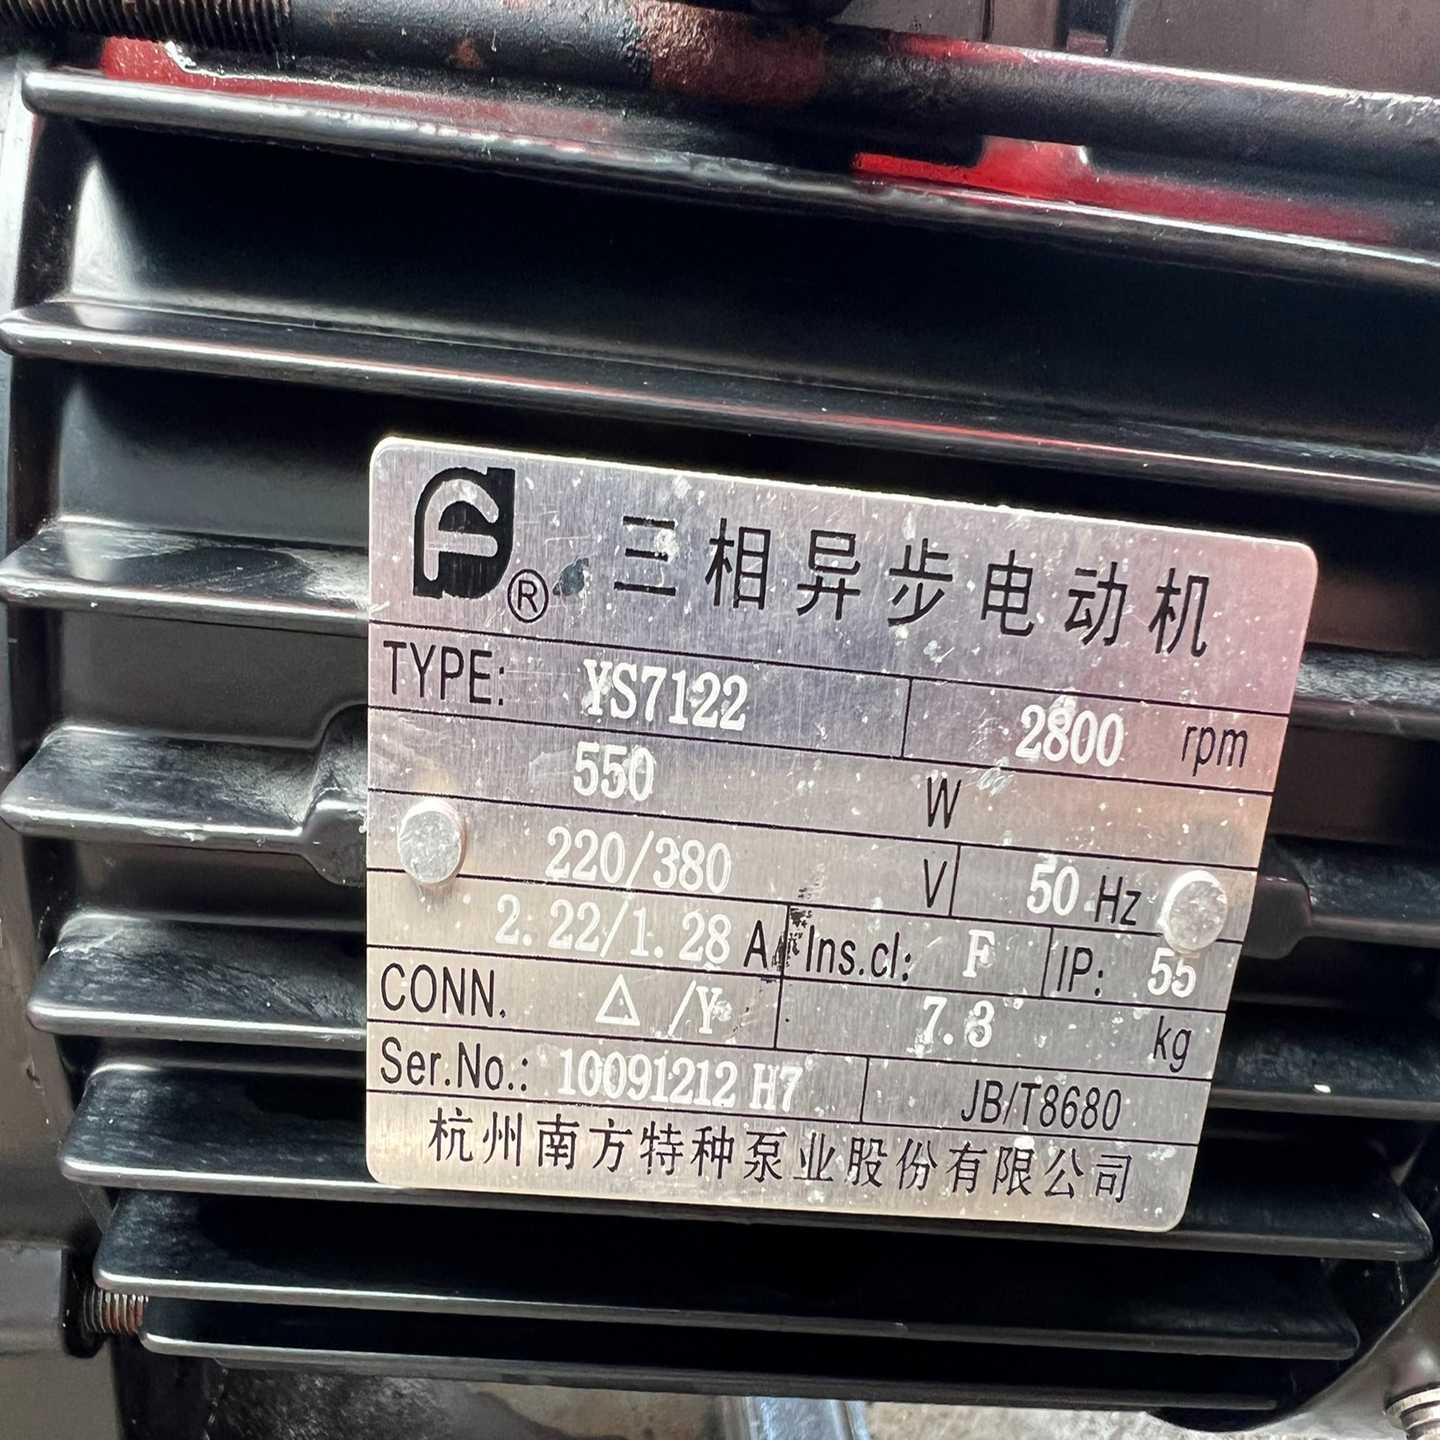 ® 三相异步电动机
TYPE: YS7122 2800 rpm
550 W
220/380 V 50 Hz
2.22/1.28 A Ins.cl: F IP: 55
CONN. △/Y 7.3 kg
Ser.No.: 10091212 H7 JB/T8680
杭州南方特种泵业股份有限公司